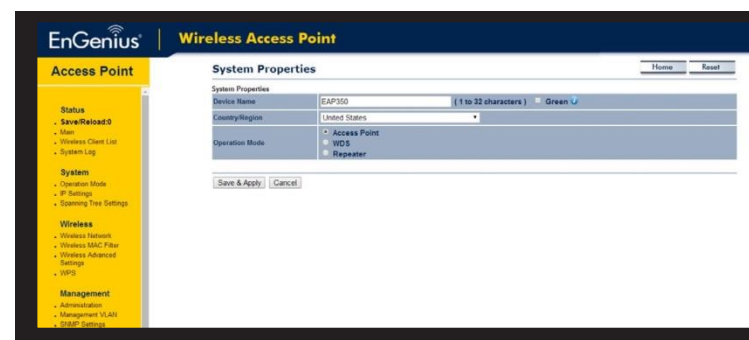 EnGenius® Wireless Access Point
Access Point
System Properties
Home Reset
System Properties
Device Name EAP350 ( 1 to 32 characters ) Green
Country/Region United States
Operation Mode
Access Point
WDS
Repeater
Save & Apply Cancel
Status
Save/Reload:0
Main
Wireless Client List
System Log
System
Operation Mode
IP Settings
Spanning Tree Settings
Wireless
Wireless Network
Wireless MAC Filter
Wireless Advanced
Settings
WPS
Management
Administration
Management VLAN
SNMP Settings